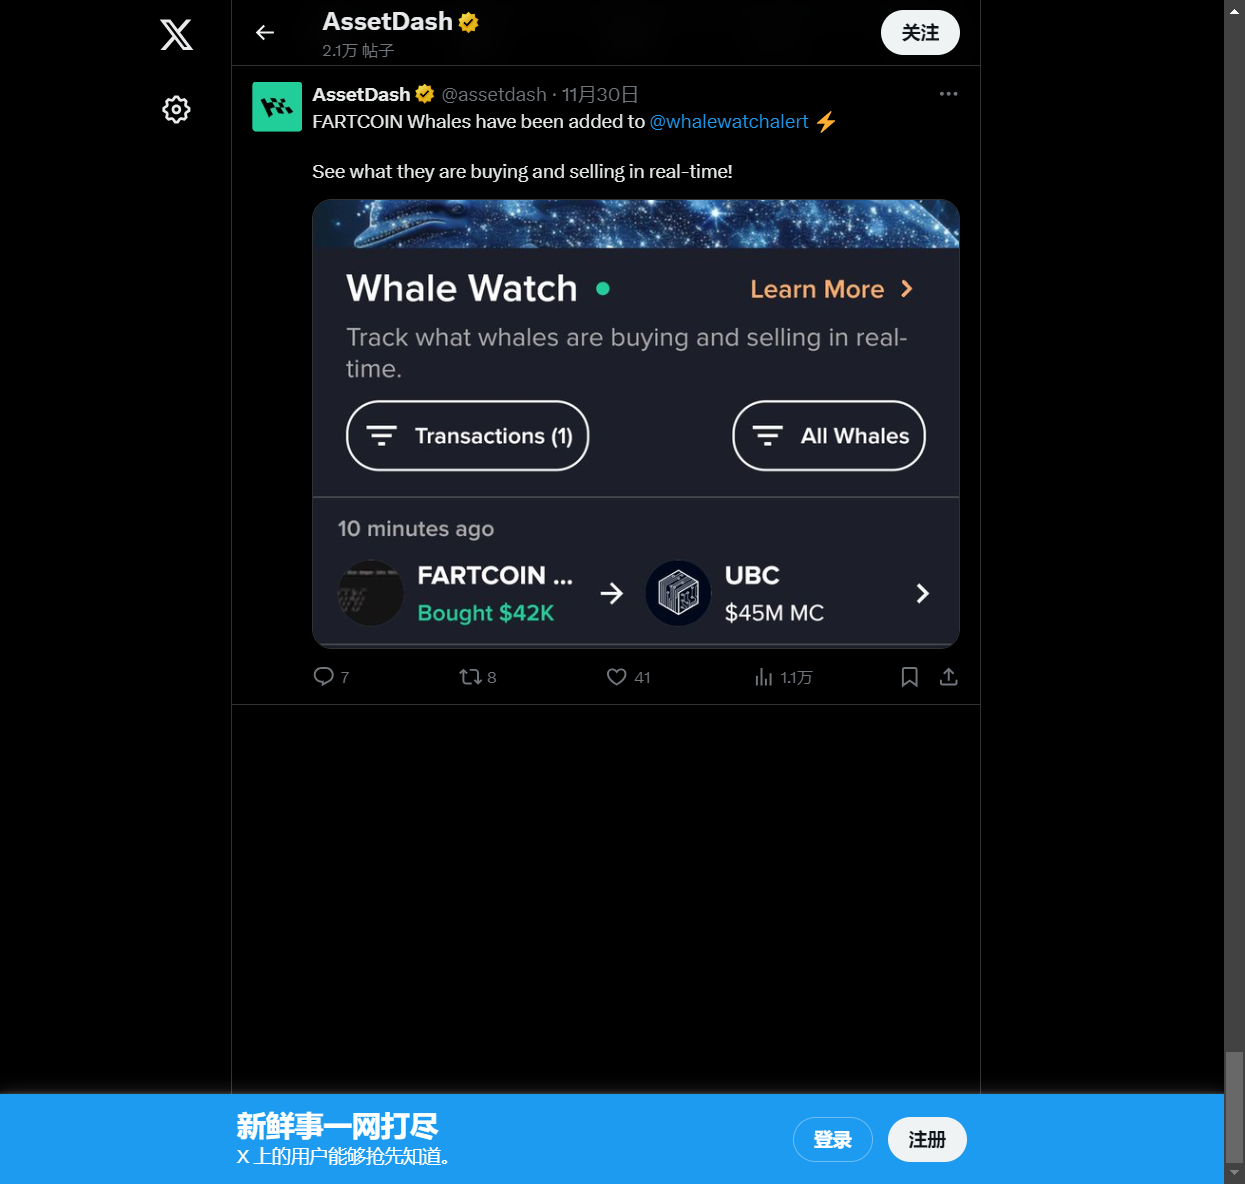 AssetDash
2.1万 帖子
关注
AssetDash @assetdash · 11月30日
FARTCOIN Whales have been added to @whalewatchalert ⚡
See what they are buying and selling in real-time!
Whale Watch
Learn More
Track what whales are buying and selling in real-
time.
Transactions (1)
All Whales
10 minutes ago
FARTCOIN ...
UBC
Bought $42K
$45M MC
7
8
41
1.1万
新鲜事一网打尽
X 上的用户能够抢先知道。
登录
注册